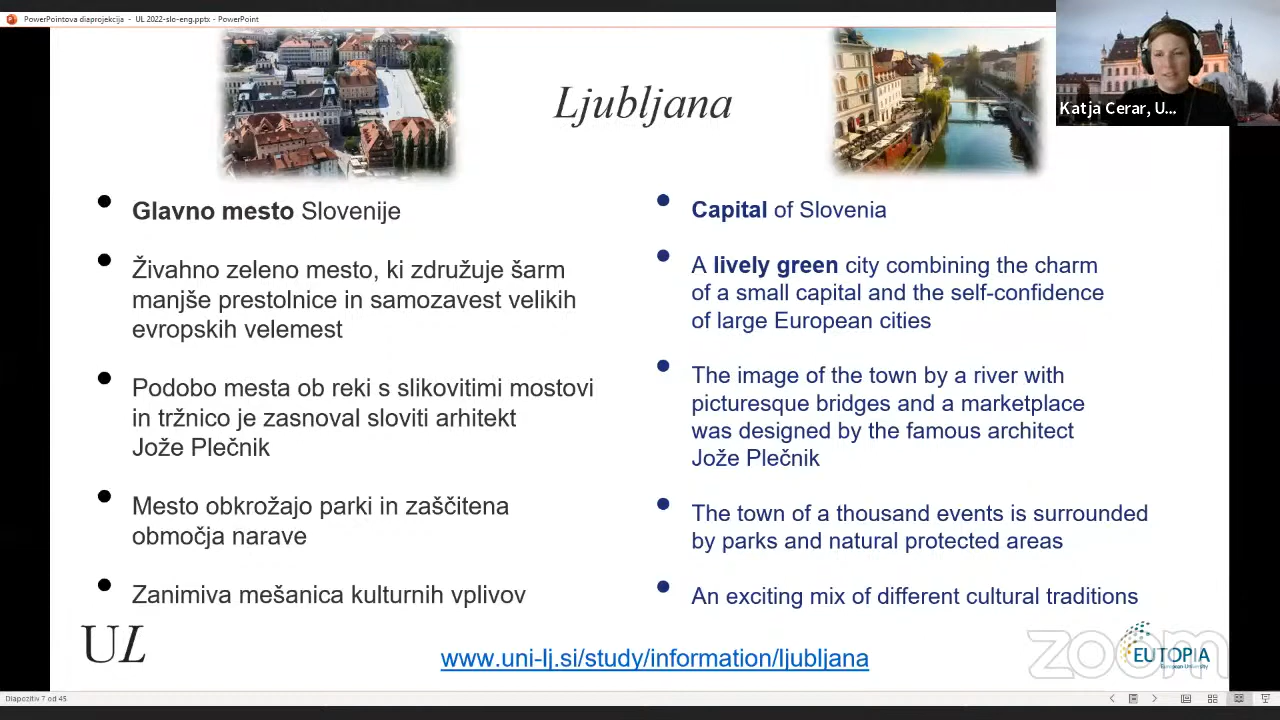 PowerPointova diaprojekcija - UL 2022-slo-eng.pptx - PowerPoint
Katja Cerar, U...
Ljubljana
Glavno mesto Slovenije
Živahno zeleno mesto, ki združuje šarm
manjše prestolnice in samozavest velikih
evropskih velemest
Podobo mesta ob reki s slikovitimi mostovi
in tržnico je zasnoval sloviti arhitekt
Jože Plečnik
Mesto obkrožajo parki in zaščitena
območja narave
Zanimiva mešanica kulturnih vplivov
Capital of Slovenia
A lively green city combining the charm
of a small capital and the self-confidence
of large European cities
The image of the town by a river with
picturesque bridges and a marketplace
was designed by the famous architect
Jože Plečnik
The town of a thousand events is surrounded
by parks and natural protected areas
An exciting mix of different cultural traditions
UL
www.uni-lj.si/study/information/ljubljana
zoom
EUTOPIA
European University
Diapozitiv 7 od 45